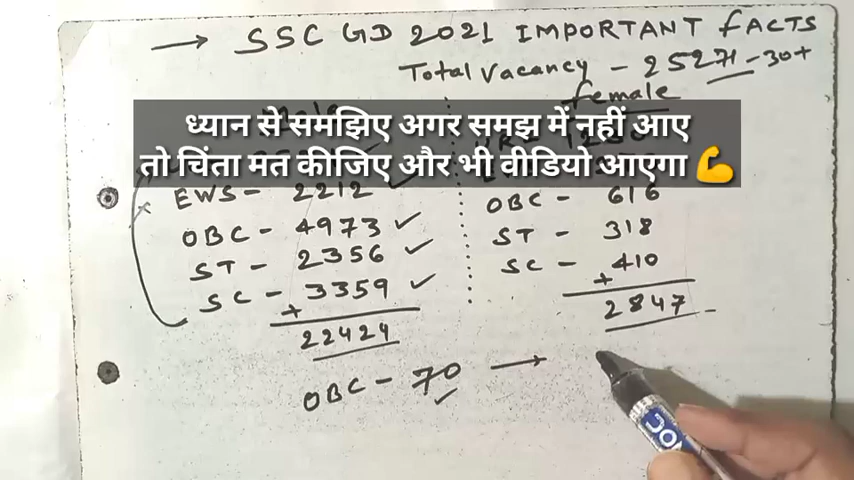 → SSC GD 2021 IMPORTANT FACTS
Total Vacancy - 25271 - 30+
female
ध्यान से समझिए अगर समझ में नहीं आए
तो चिंता मत कीजिए और भी वीडियो आएगा 💪
EWS - 2212
OBC - 4973 ✓
ST - 2356 ✓
SC - 3359 ✓
+
22424
OBC - 616
ST - 318
SC - 410
+
2847 -
OBC - 70 →
✓